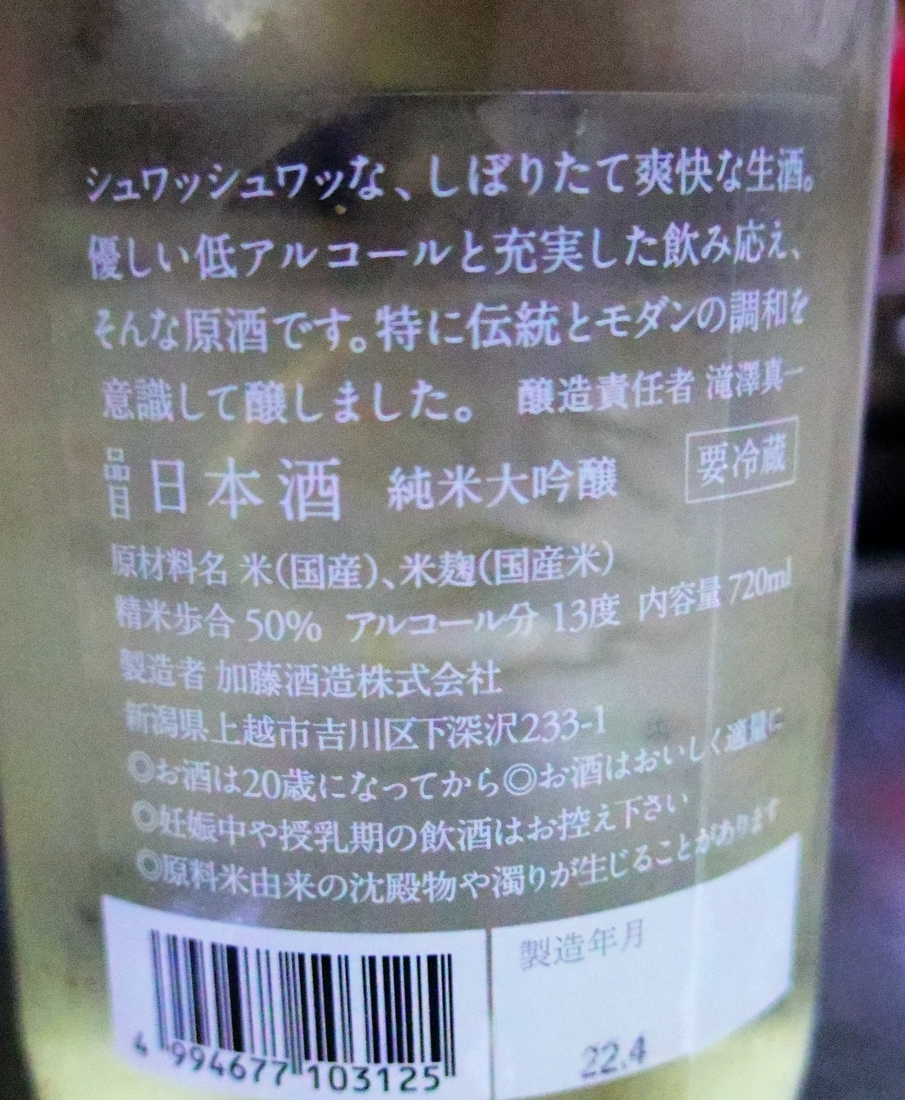 シュワッシュワッな、しぼりたて爽快な生酒。
優しい低アルコールと充実した飲み応え、
そんな原酒です。特に伝統とモダンの調和を
意識して醸しました。 醸造責任者 滝澤真一
品目 日本酒 純米大吟醸 要冷蔵
原材料名 米(国産)、米麹(国産米)
精米歩合 50% アルコール分 13度 内容量 720ml
製造者 加藤酒造株式会社
新潟県上越市吉川区下深沢233-1
◎お酒は20歳になってから◎お酒はおいしく適量に
◎妊娠中や授乳期の飲酒はお控え下さい
◎原料米由来の沈殿物や濁りが生じることがあります
製造年月
22.4
4 994677 103125